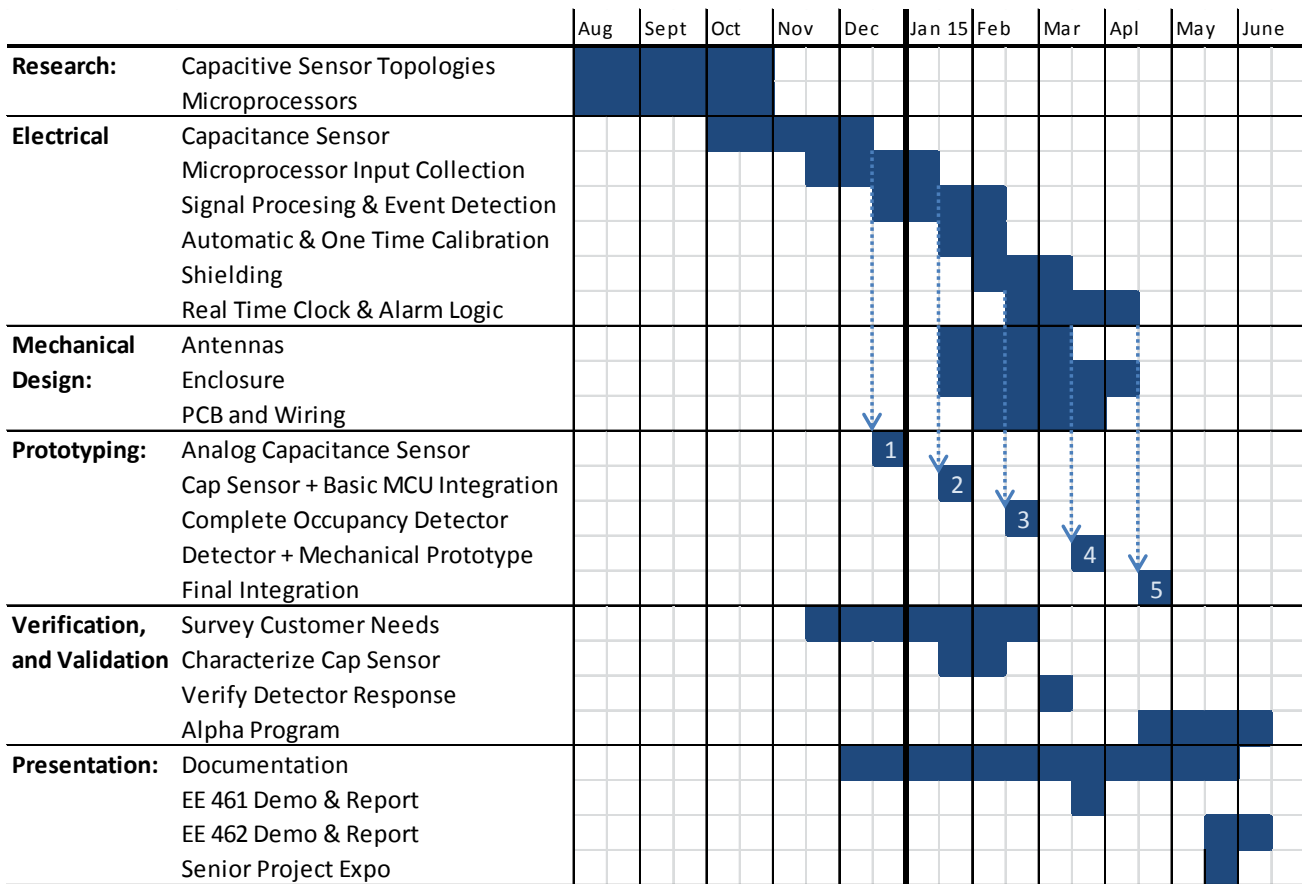 Aug Sept Oct Nov Dec Jan 15 Feb Mar Apl May June
Research: Capacitive Sensor Topologies
Microprocessors
Electrical Capacitance Sensor
Microprocessor Input Collection
Signal Procesing & Event Detection
Automatic & One Time Calibration
Shielding
Real Time Clock & Alarm Logic
Mechanical Antennas
Design: Enclosure
PCB and Wiring
Prototyping: Analog Capacitance Sensor 1
Cap Sensor + Basic MCU Integration 2
Complete Occupancy Detector 3
Detector + Mechanical Prototype 4
Final Integration 5
Verification, Survey Customer Needs
and Validation Characterize Cap Sensor
Verify Detector Response
Alpha Program
Presentation: Documentation
EE 461 Demo & Report
EE 462 Demo & Report
Senior Project Expo